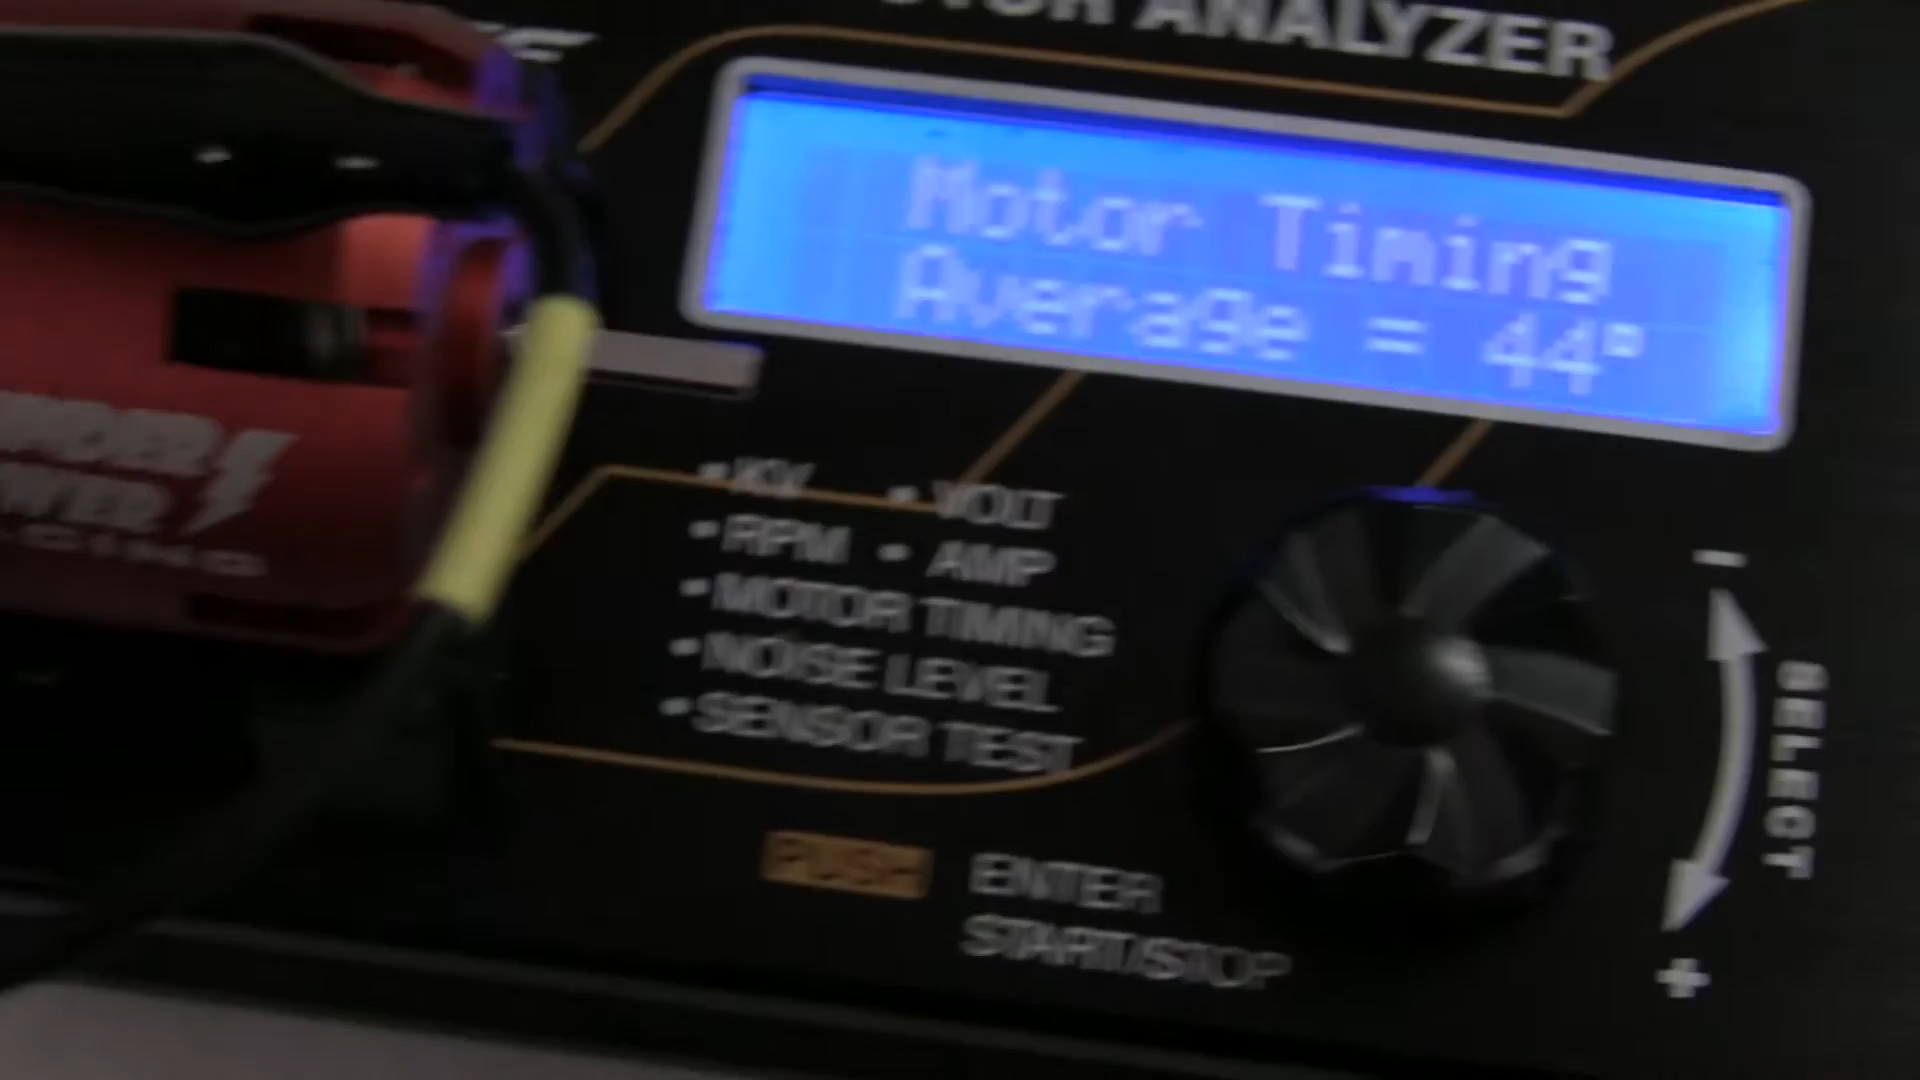 ANALYZER
Motor Timing
Average = 44°
• KV • VOLT
• RPM • AMP
• MOTOR TIMING
• NOISE LEVEL
• SENSOR TEST
PUSH ENTER
START/STOP
-
SELECT
+